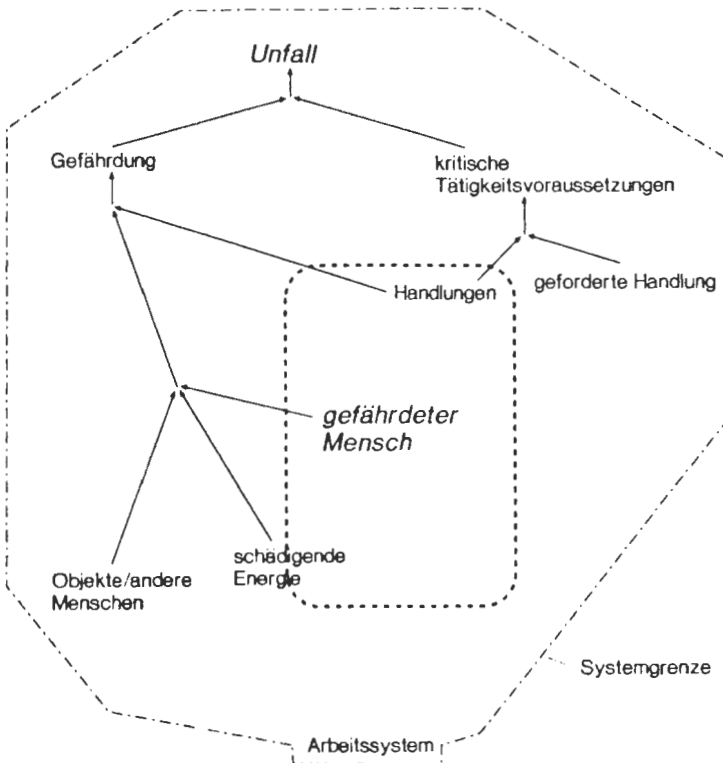 Unfall
Gefährdung
kritische
Tätigkeitsvoraussetzungen
Handlungen
geforderte Handlung
gefährdeter
Mensch
schädigende
Energie
Objekte/andere
Menschen
Systemgrenze
Arbeitssystem